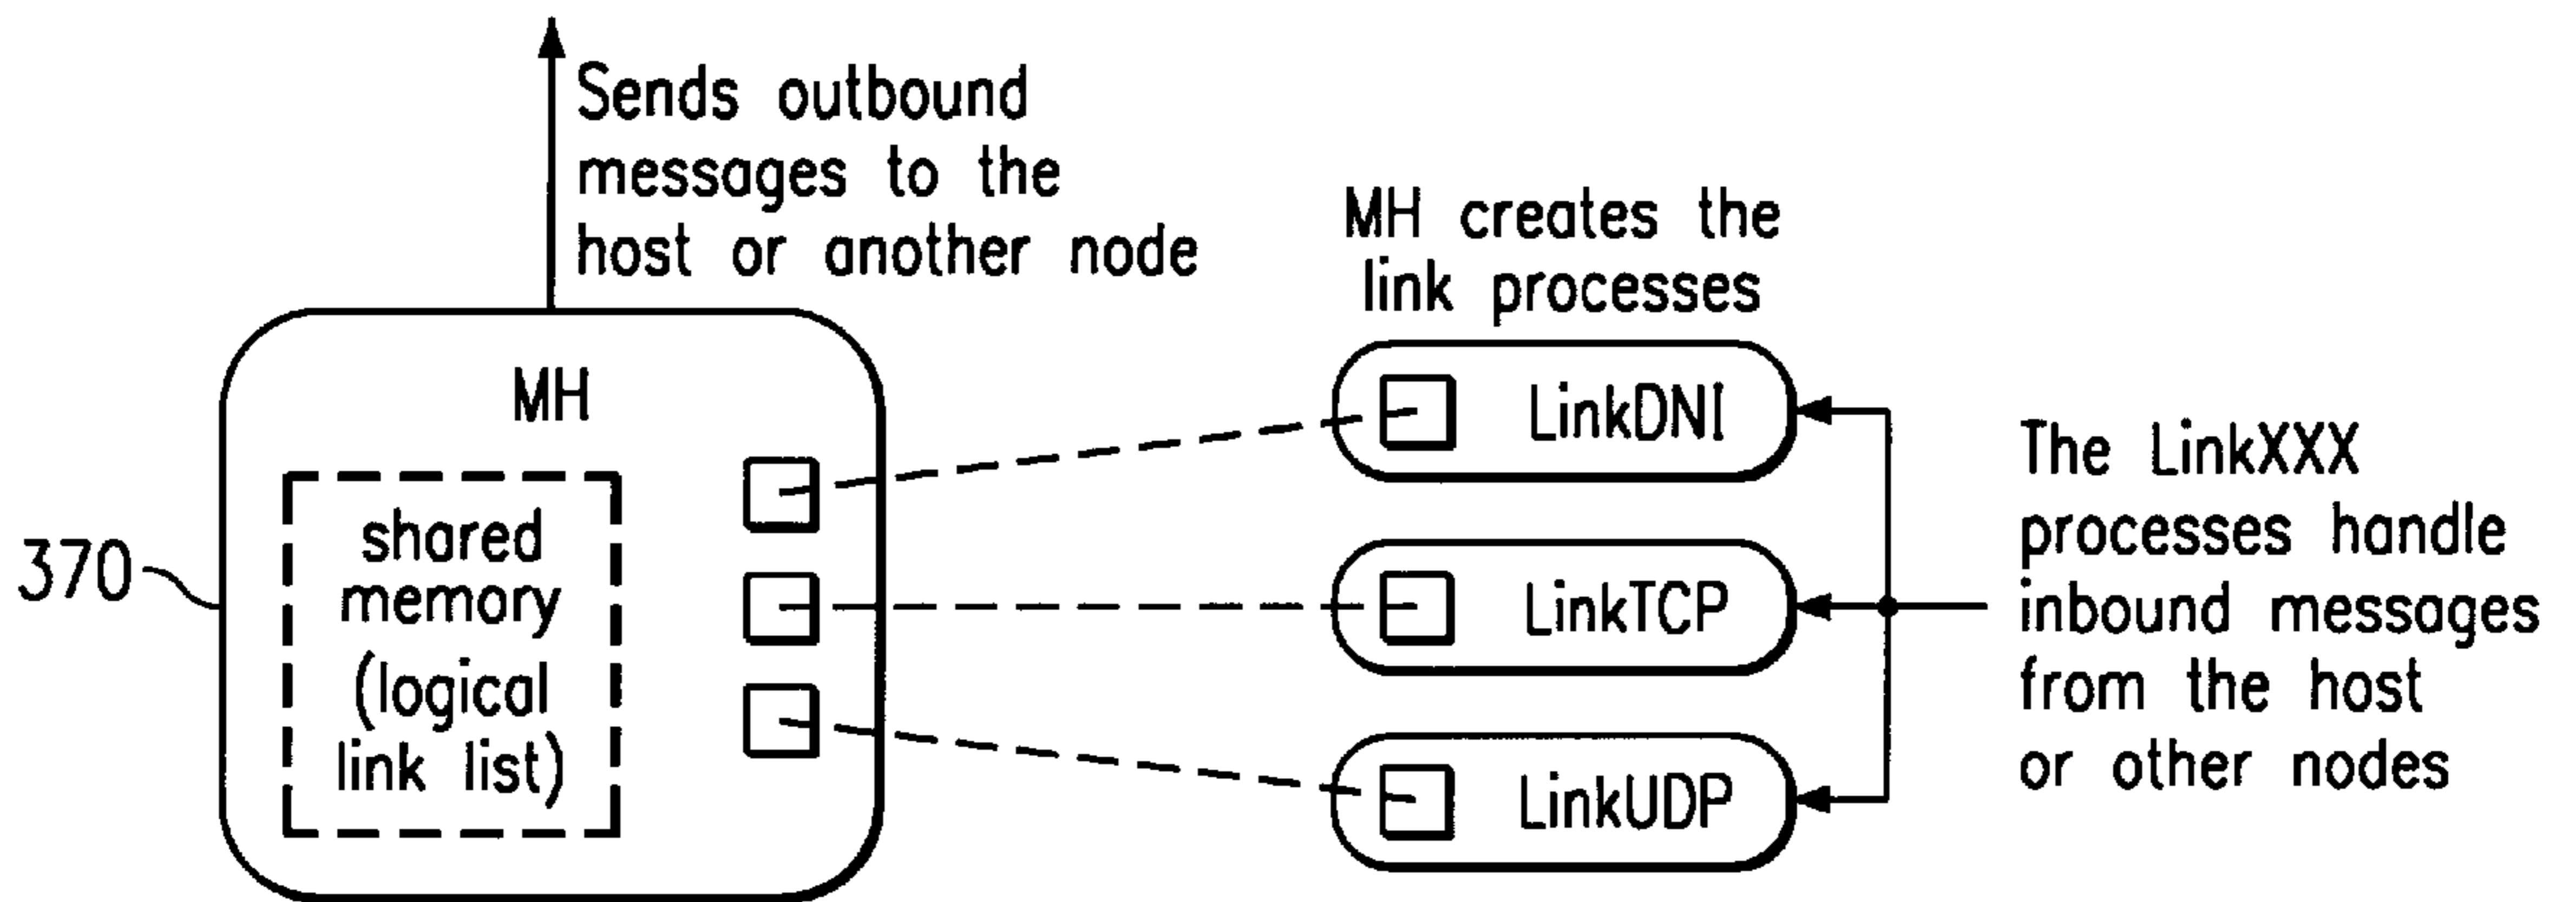 Sends outbound
messages to the
host or another node
MH creates the
link processes
MH
shared
memory
(logical
link list)
370
LinkDNI
LinkTCP
LinkUDP
The LinkXXX
processes handle
inbound messages
from the host
or other nodes